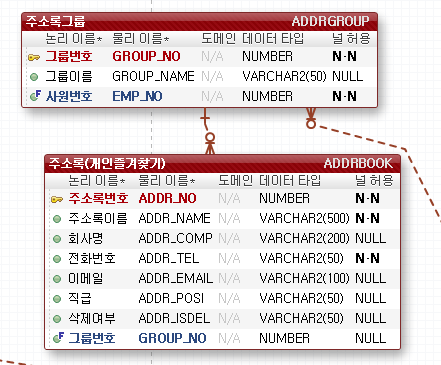 주소록그룹 ADDRGROUP
논리 이름* 물리 이름* 도메인 데이터 타입 널 허용
그룹번호 GROUP_NO N/A NUMBER N·N
그룹이름 GROUP_NAME N/A VARCHAR2(50) NULL
사원번호 EMP_NO N/A NUMBER N·N
주소록(개인즐겨찾기) ADDRBOOK
논리 이름* 물리 이름* 도메인 데이터 타입 널 허용
주소록번호 ADDR_NO N/A NUMBER N·N
주소록이름 ADDR_NAME N/A VARCHAR2(500) N·N
회사명 ADDR_COMP N/A VARCHAR2(200) NULL
전화번호 ADDR_TEL N/A VARCHAR2(50) N·N
이메일 ADDR_EMAIL N/A VARCHAR2(100) NULL
직급 ADDR_POSI N/A VARCHAR2(50) NULL
삭제여부 ADDR_ISDEL N/A VARCHAR2(50) NULL
그룹번호 GROUP_NO N/A NUMBER NULL